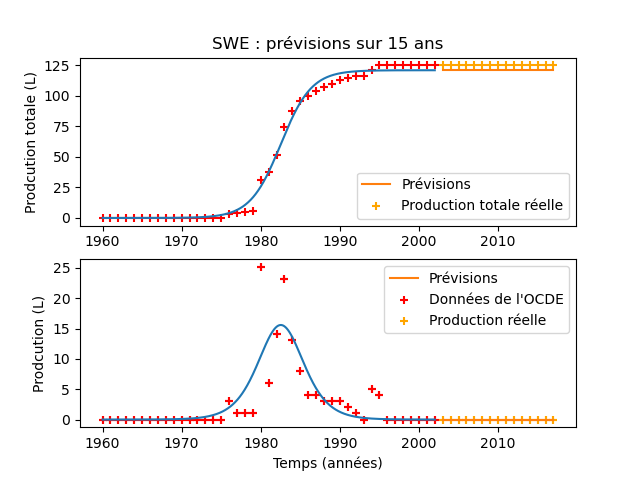 SWE : prévisions sur 15 ans
Prodcution totale (L)
125
100
75
50
25
0
Prévisions
Production totale réelle
1960 1970 1980 1990 2000 2010
Prodcution (L)
25
20
15
10
5
0
Prévisions
Données de l'OCDE
Production réelle
1960 1970 1980 1990 2000 2010
Temps (années)